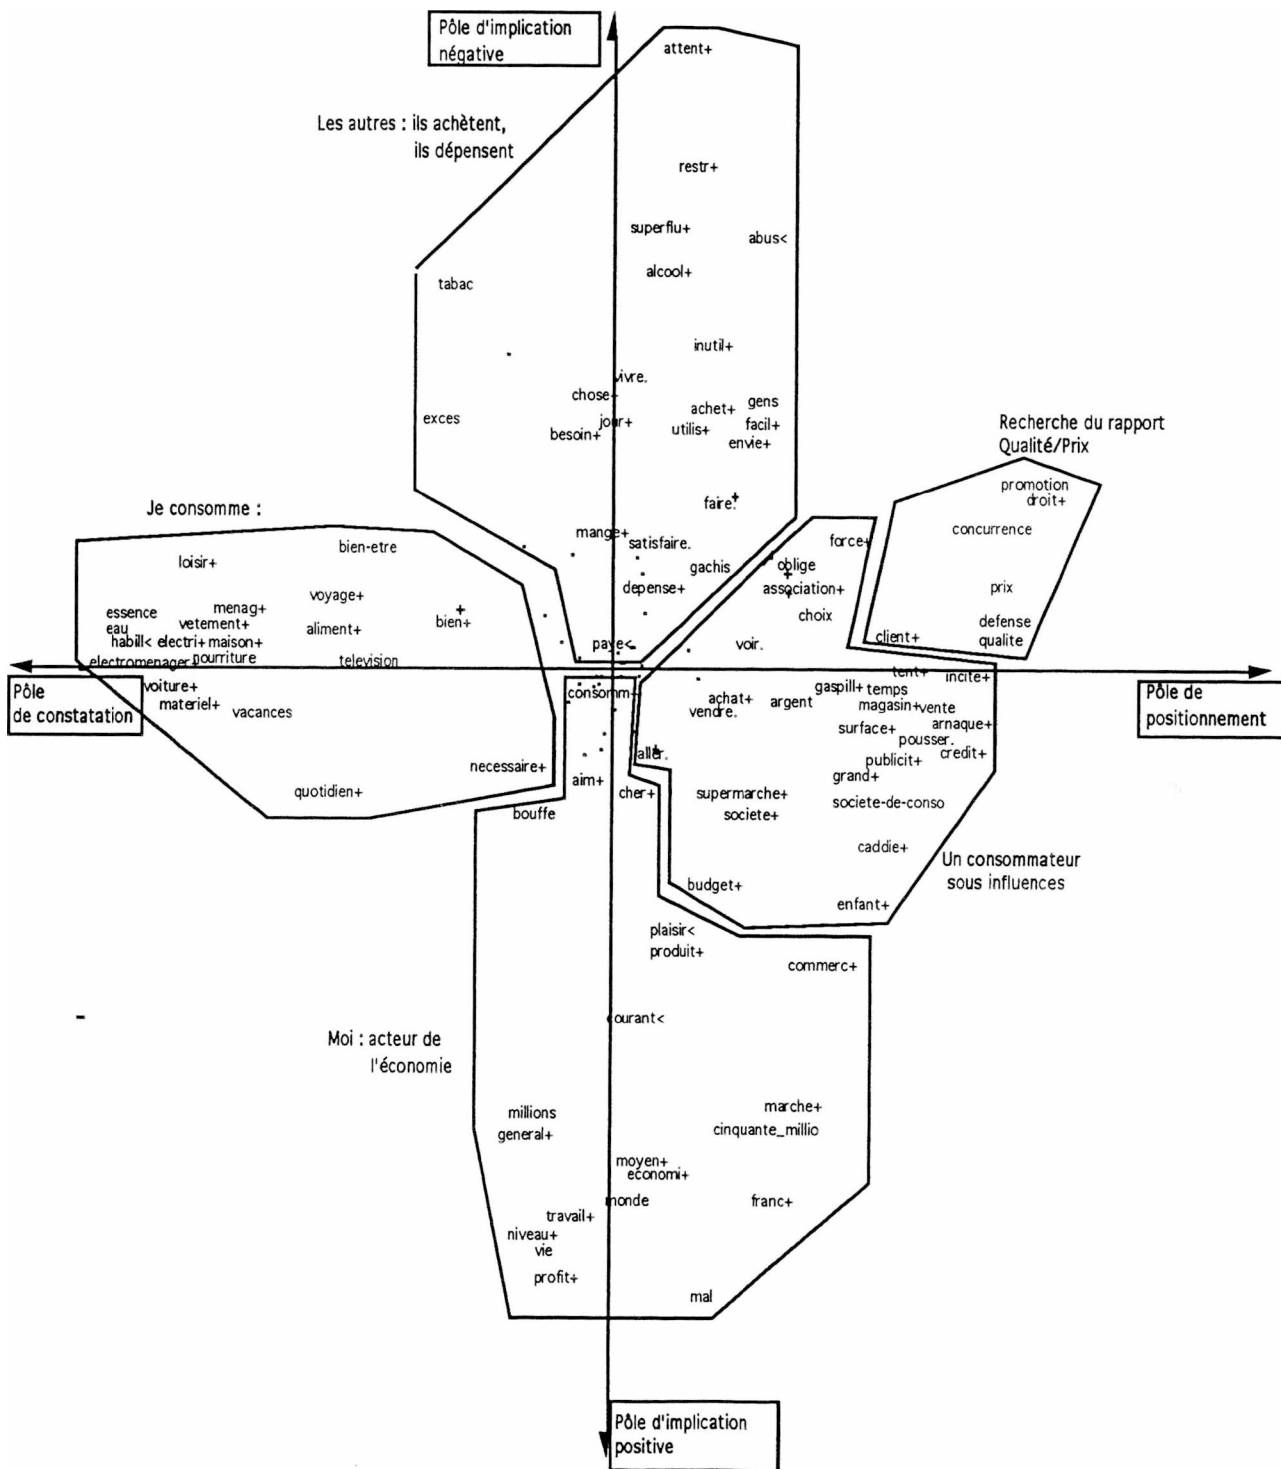 Pôle d'implication
négative
attent+
Les autres : ils achètent,
ils dépensent
restr+
superflu+
abus<
alcool+
tabac
inutil+
vivre.
chose+
exces
jour+
besoin+
achet+
gens
utilis+
facil+
envie+
Recherche du rapport
Qualité/Prix
promotion
droit+
faire.
Je consomme :
mange+
satisfaire.
gachis
depense+
paye<
force+
oblige
association+
choix
voir.
concurrence
prix
defense
qualite
client+
bien-etre
loisir+
voyage+
menag+
essence
eau
vetement+
aliment+
bien+
habill< electri+ maison+
electromenager+
nourriture
television
Pôle
de constatation
voiture+
materiel+
vacances
necessaire+
quotidien+
consomm+
tent+
incite+
Pôle de
positionnement
gaspill+
temps
achat+
argent
magasin+
vente
vendre.
surface+
arnaque+
pousser.
credit+
aller.
publicit+
grand+
aim+
cher+
supermarche+
societe-de-conso
societe+
bouffe
caddie+
Un consommateur
sous influences
budget+
enfant+
plaisir<
produit+
commerc+
courant<
Moi : acteur de
l'économie
millions
general+
marche+
cinquante_millio
moyen+
economi+
monde
franc+
travail+
niveau+
vie
profit+
mal
Pôle d'implication
positive